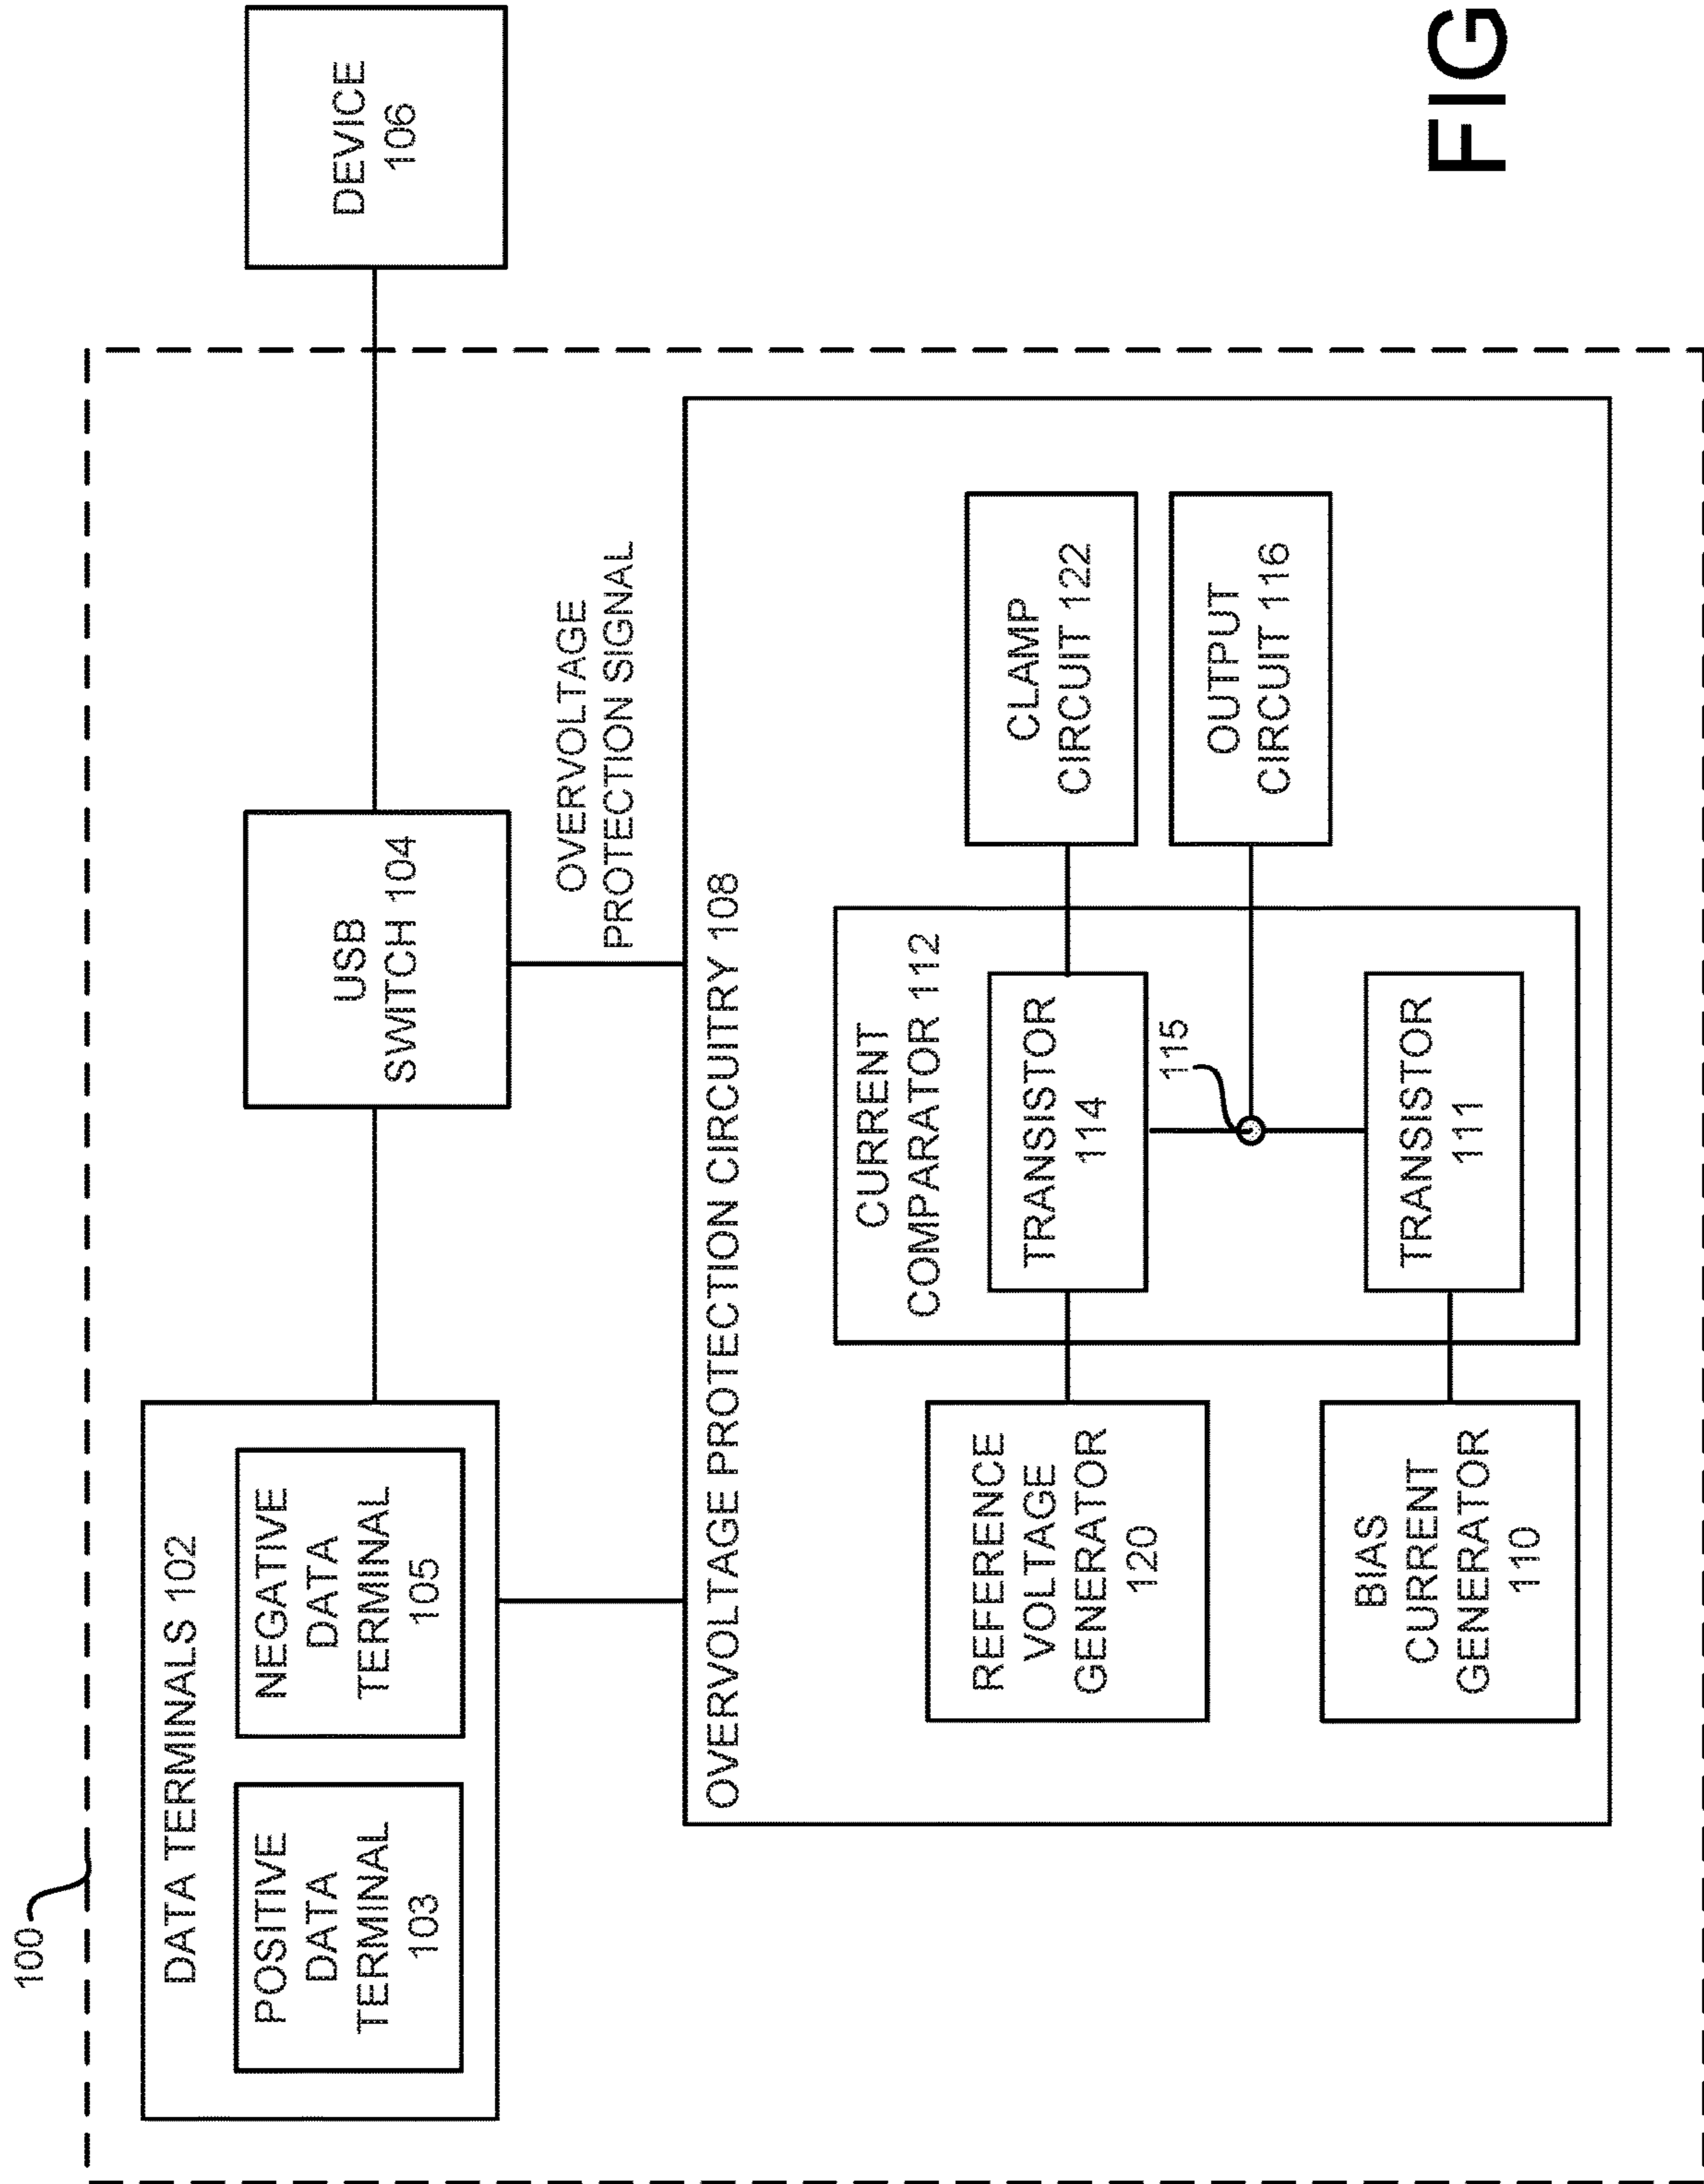 100
DATA TERMINALS 102
POSITIVE
DATA
TERMINAL
103
NEGATIVE
DATA
TERMINAL
105
USB
SWITCH 104
DEVICE
106
OVERVOLTAGE
PROTECTION SIGNAL
OVERVOLTAGE PROTECTION CIRCUITRY 108
REFERENCE
VOLTAGE
GENERATOR
120
BIAS
CURRENT
GENERATOR
110
CURRENT
COMPARATOR 112
TRANSISTOR
114
115
TRANSISTOR
111
CLAMP
CIRCUIT 122
OUTPUT
CIRCUIT 116
FIG